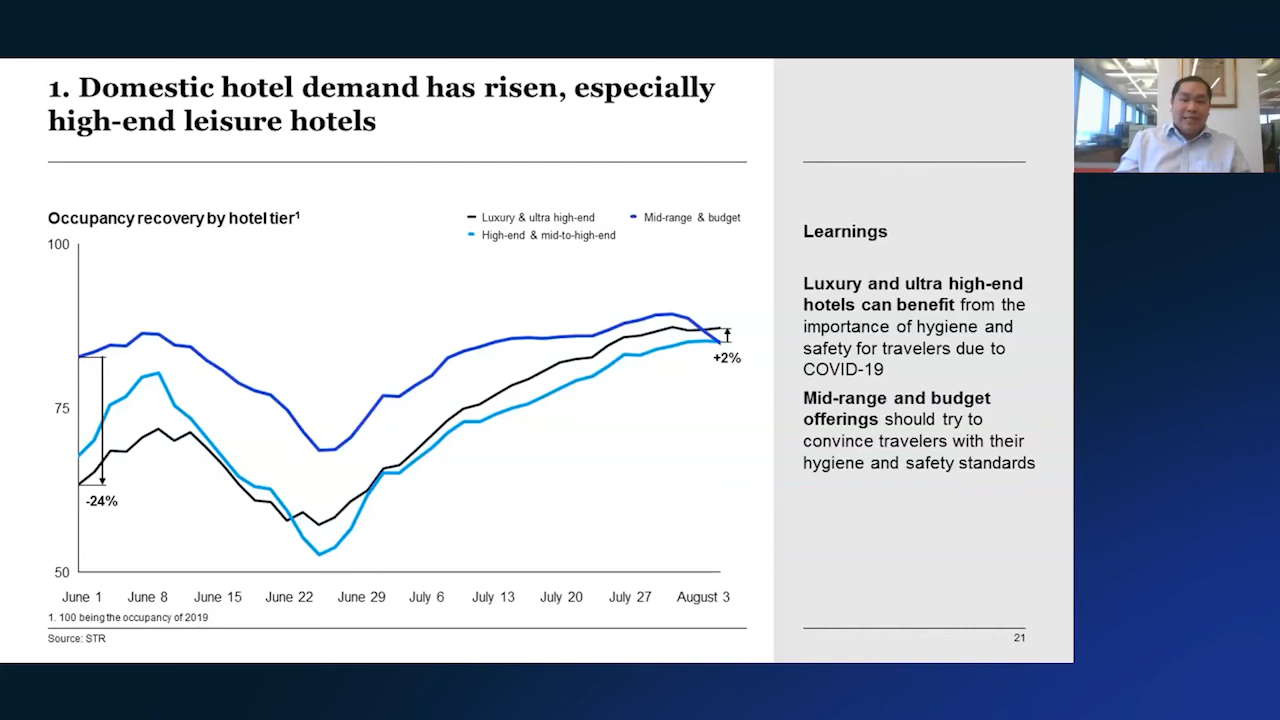 1. Domestic hotel demand has risen, especially
high-end leisure hotels
Occupancy recovery by hotel tier1
Luxury & ultra high-end
Mid-range & budget
High-end & mid-to-high-end
100
75
50
-24%
+2%
June 1 June 8 June 15 June 22 June 29 July 6 July 13 July 20 July 27 August 3
1. 100 being the occupancy of 2019
Source: STR
Learnings
Luxury and ultra high-end
hotels can benefit from the
importance of hygiene and
safety for travelers due to
COVID-19
Mid-range and budget
offerings should try to
convince travelers with their
hygiene and safety standards
21